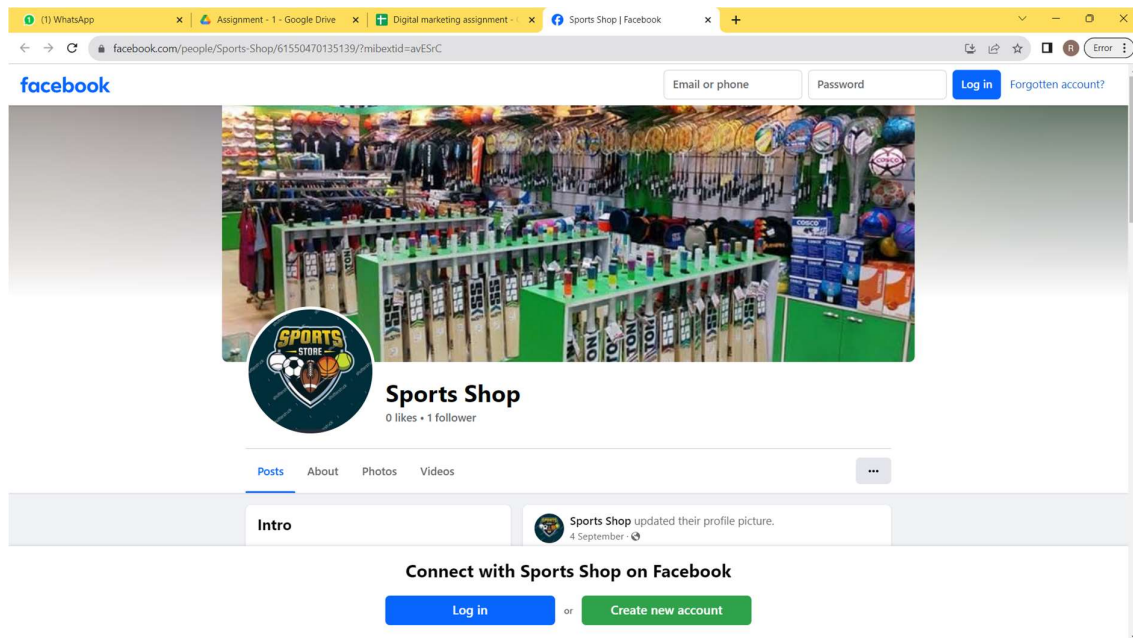 (1) WhatsApp
Assignment - 1 - Google Drive
Digital marketing assignment -
Sports Shop | Facebook
facebook.com/people/Sports-Shop/61550470135139/?mibextid=avESrC
R
Error
facebook
Email or phone
Password
Log in
Forgotten account?
COSCO
COSCO
SPORTS
STORE
Sports Shop
0 likes • 1 follower
Posts
About
Photos
Videos
Intro
Sports Shop updated their profile picture.
4 September
Connect with Sports Shop on Facebook
Log in
or
Create new account